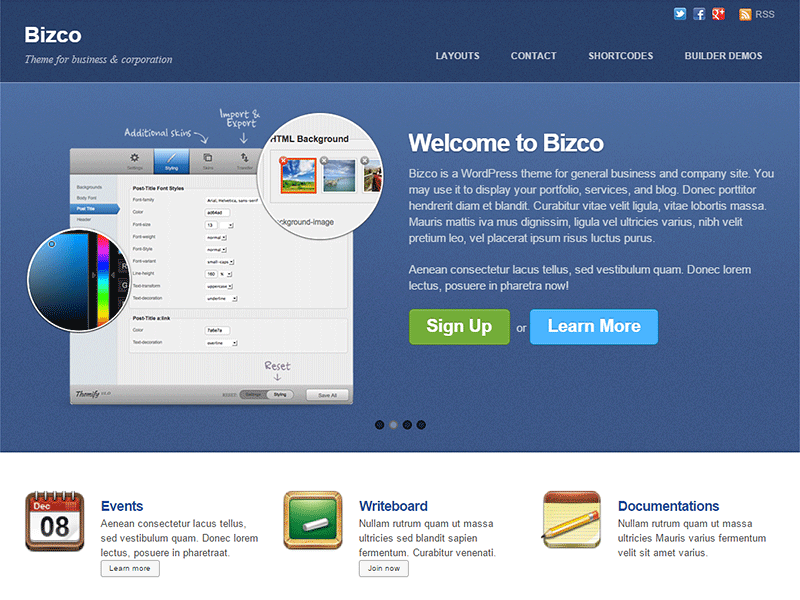 RSS
Bizco
Theme for business & corporation
LAYOUTS CONTACT SHORTCODES BUILDER DEMOS
Import &
Export
Additional skins
HTML Background
Settings Styling Skins Transfer
Backgrounds
Body Font
Post Title
Header
Post-Title Font Styles
Font-family Arial, Helvetica, sans-serif
Color
Font-size 13
Font-weight normal
Font-Style normal
Font-variant small-caps
Line-height 160 %
Text-transform uppercase
Text-decoration underline
Post-Title a:link
Color 7a6e7a
Text-decoration overline
ckground-Image
R
G
Reset
Themify
RESET: Settings Styling Save All
Welcome to Bizco
Bizco is a WordPress theme for general business and company site. You
may use it to display your portfolio, services, and blog. Donec porttitor
hendrerit diam et blandit. Curabitur vitae velit ligula, vitae lobortis massa.
Mauris mattis iva mus dignissim, ligula vel ultricies varius, nibh velit
pretium leo, vel placerat ipsum risus luctus purus.
Aenean consectetur lacus tellus, sed vestibulum quam. Donec lorem
lectus, posuere in pharetra now!
Sign Up or Learn More
Dec
08
Events
Aenean consectetur lacus tellus,
sed vestibulum quam. Donec lorem
lectus, posuere in pharetraat.
Learn more
Writeboard
Nullam rutrum quam ut massa
ultricies sed blandit sapien
fermentum. Curabitur venenati.
Join now
Documentations
Nullam rutrum quam ut massa
ultricies Mauris varius fermentum
velit sit amet varius.